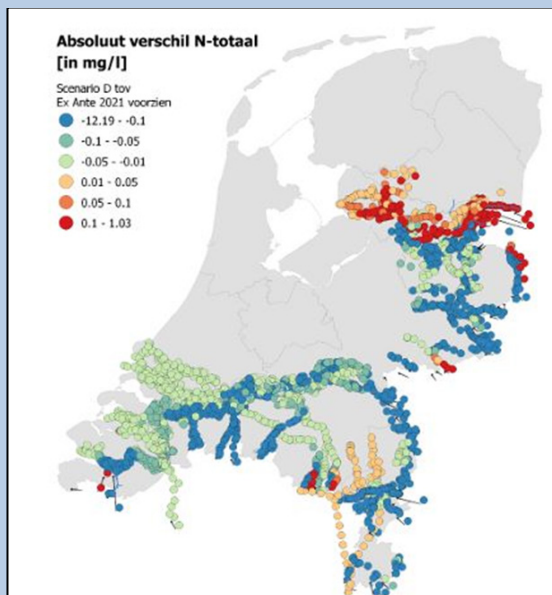 Absoluut verschil N-totaal
[in mg/l]
Scenario D tov
Ex Ante 2021 voorzien
-12.19 - -0.1
-0.1 - -0.05
-0.05 - -0.01
0.01 - 0.05
0.05 - 0.1
0.1 - 1.03